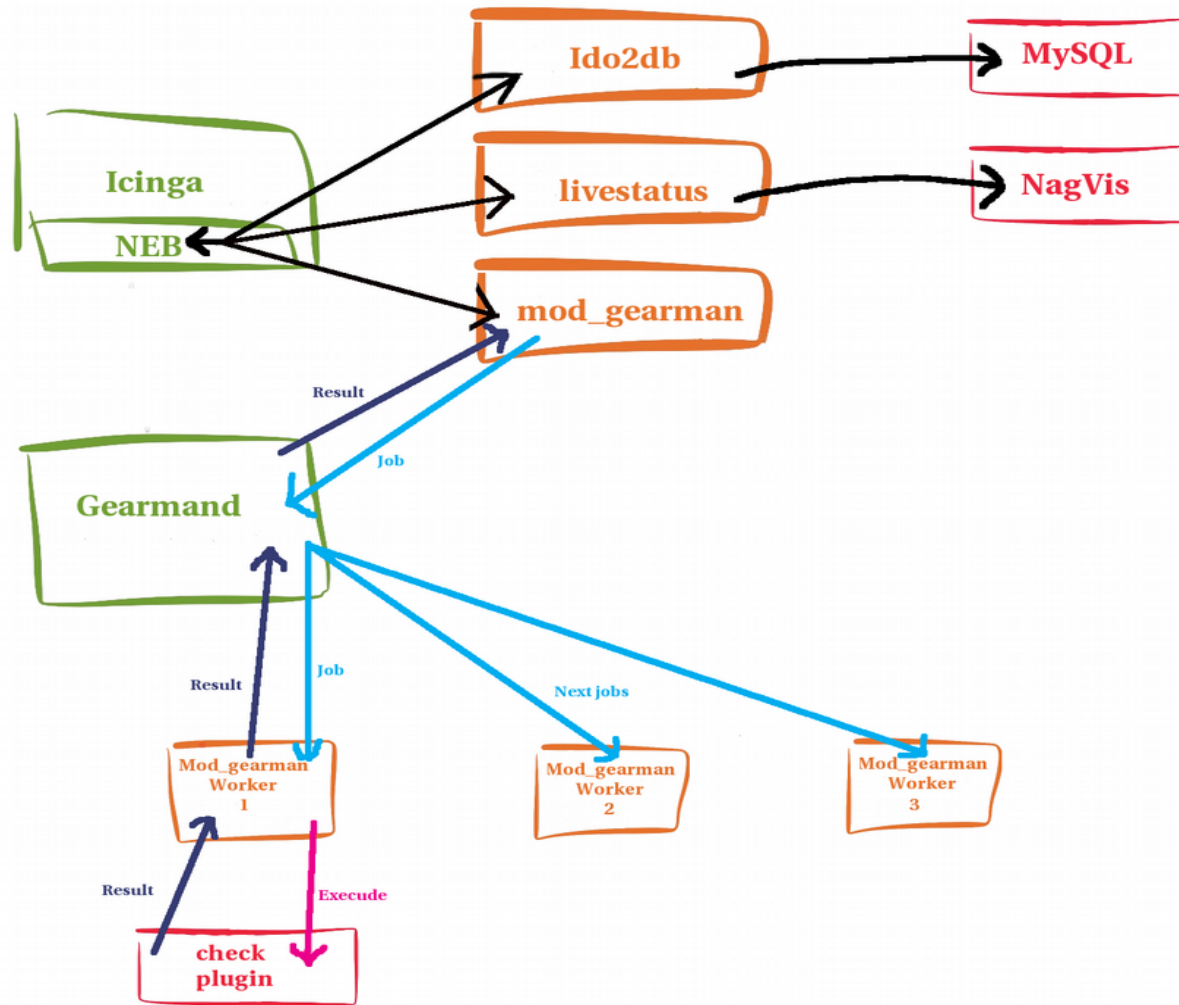 Ido2db
MySQL
Icinga
livestatus
NagVis
NEB
mod_gearman
Result
Job
Gearmand
Result
Job
Next jobs
Mod_gearman
Worker
1
Mod_gearman
Worker
2
Mod_gearman
Worker
3
Result
Execude
check
plugin